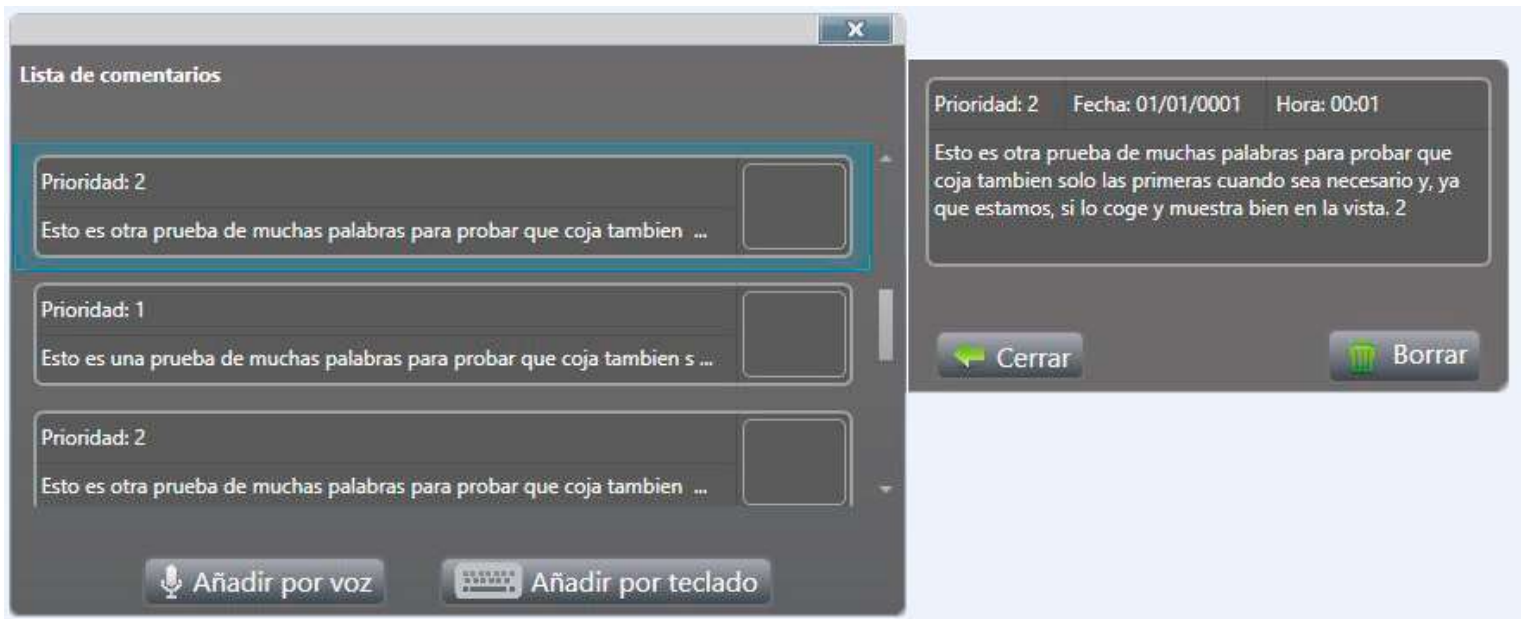 Lista de comentarios
Prioridad: 2
Esto es otra prueba de muchas palabras para probar que coja tambien ...
Prioridad: 1
Esto es una prueba de muchas palabras para probar que coja tambien s ...
Prioridad: 2
Esto es otra prueba de muchas palabras para probar que coja tambien ...
Añadir por voz
Añadir por teclado
Prioridad: 2 Fecha: 01/01/0001 Hora: 00:01
Esto es otra prueba de muchas palabras para probar que
coja tambien solo las primeras cuando sea necesario y, ya
que estamos, si lo coge y muestra bien en la vista. 2
Cerrar
Borrar